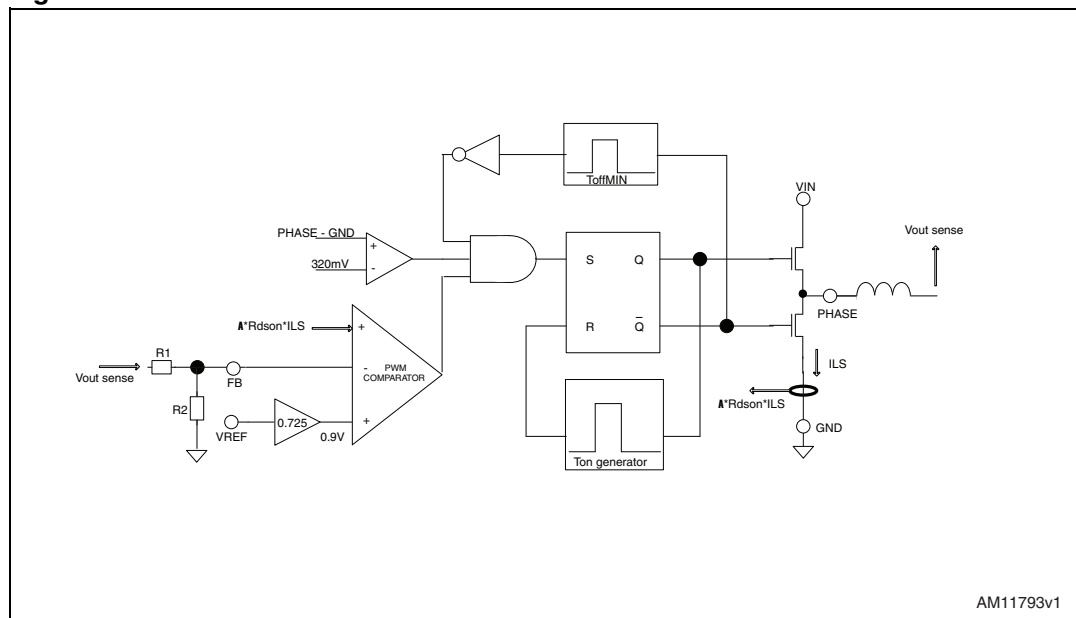 ToffMIN
VIN
Vout sense
PHASE - GND
+
320mV
-
S
Q
R
Q̅
PHASE
A*Rdson*ILS
+
ILS
R1
-
PWM
COMPARATOR
Vout sense
FB
A*Rdson*ILS
R2
0.725
+
VREF
0.9V
GND
Ton generator
AM11793v1